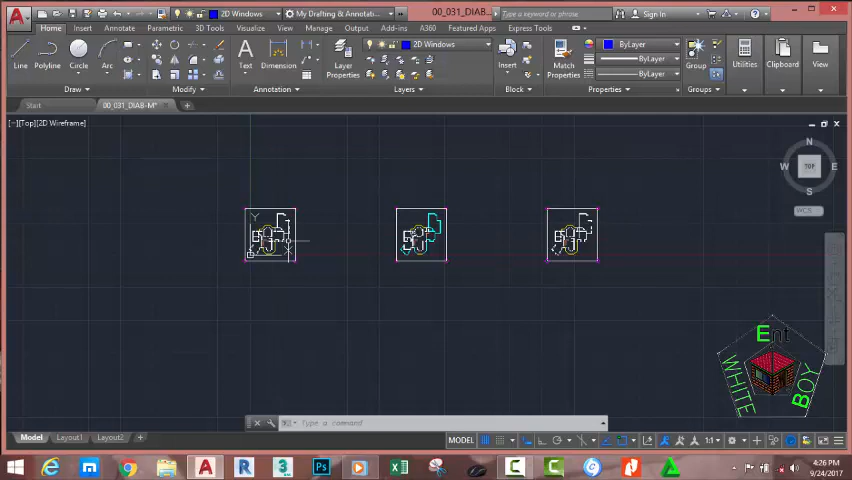 2D Windows
My Drafting & Annotati...
00_031_DIAB...
Type a keyword or phrase
Sign In
Home
Insert
Annotate
Parametric
3D Tools
Visualize
View
Manage
Output
Add-ins
A360
Featured Apps
Express Tools
Line
Polyline
Circle
Arc
Text
Dimension
Layer Properties
2D Windows
Insert
Match Properties
ByLayer
ByLayer
ByLayer
Group
Utilities
Clipboard
View
Draw
Modify
Annotation
Layers
Block
Properties
Groups
Start
00_031_DIAB-M*
[−][Top][2D Wireframe]
N
W
TOP
E
S
WCS
Y
X
Ent
WHITE
BOY
Type a command
Model
Layout1
Layout2
MODEL
1:1
4:26 PM
9/24/2017